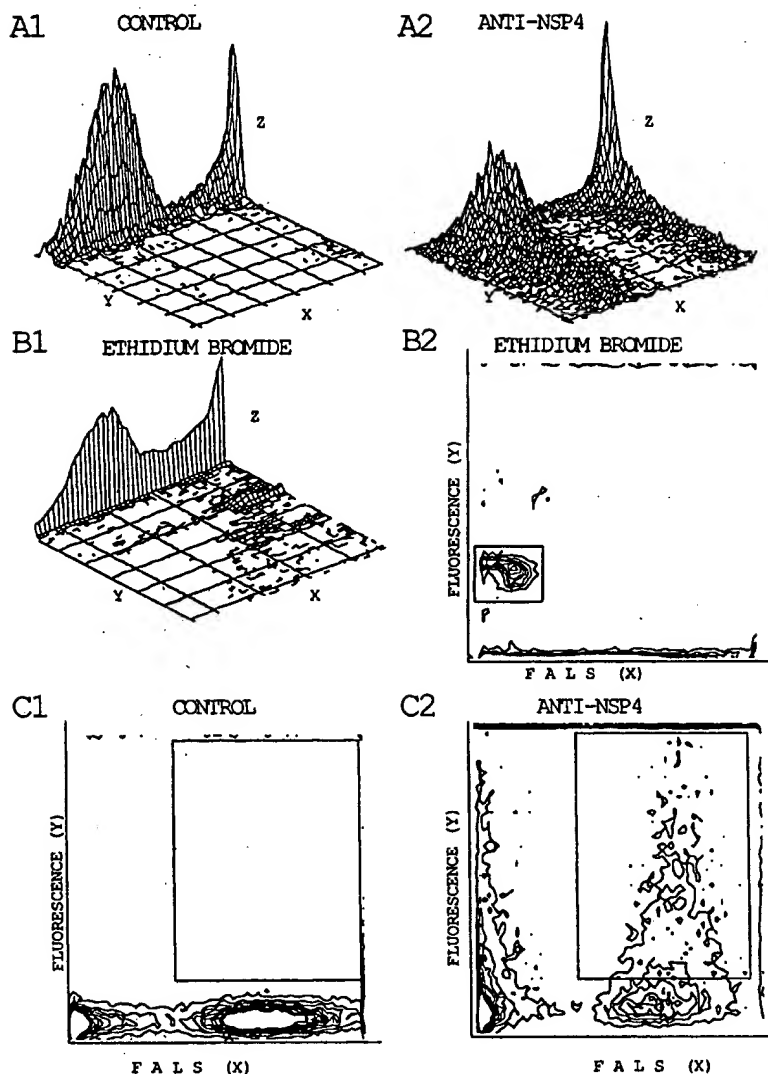 A1 CONTROL
A2 ANTI-NSP4
Z
Z
Y
X
Y
X
B1 ETHIDIUM BROMIDE
B2 ETHIDIUM BROMIDE
Z
Y
X
FLUORESCENCE (Y)
F A L S (X)
C1 CONTROL
C2 ANTI-NSP4
FLUORESCENCE (Y)
FLUORESCENCE (Y)
F A L S (X)
F A L S (X)